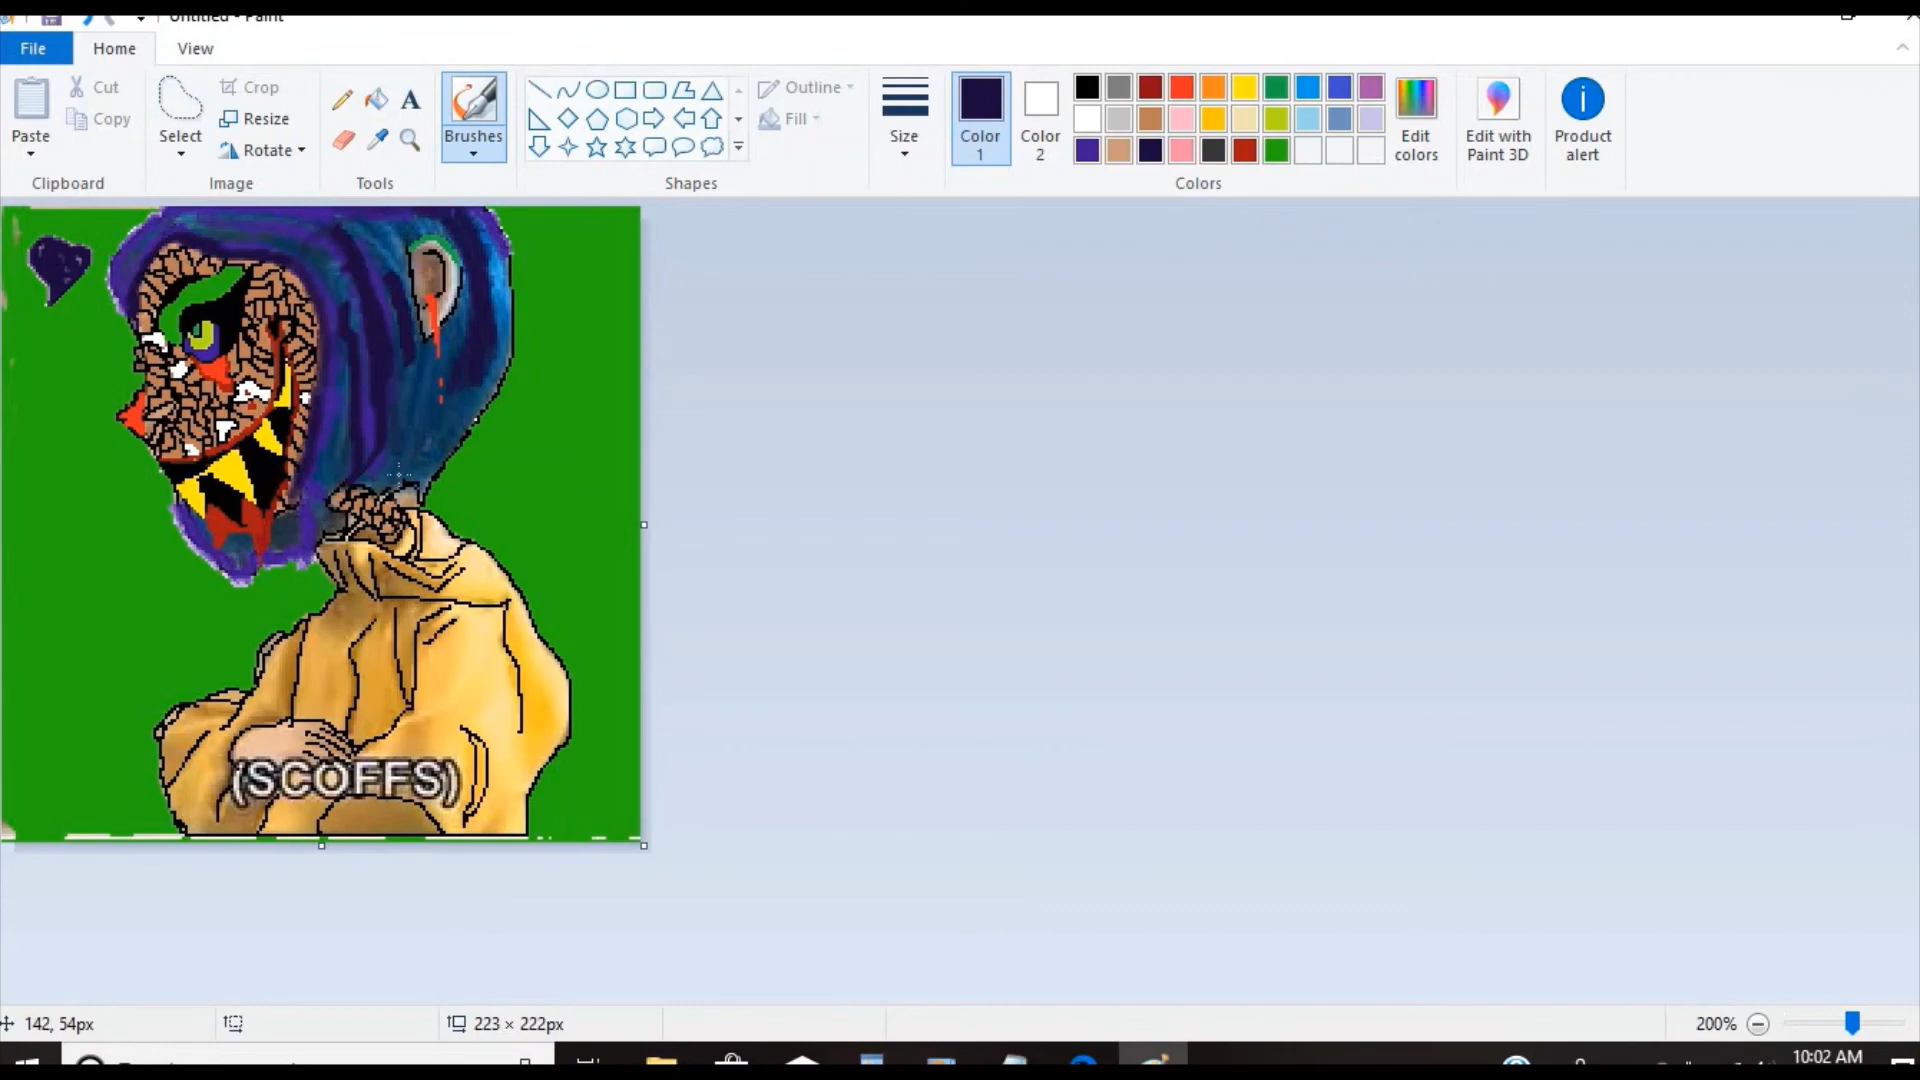 Untitled - Paint
File Home View
Paste
Cut
Copy
Clipboard
Select
Crop
Resize
Rotate
Image
Tools
Brushes
Outline
Fill
Shapes
Size
Color 1
Color 2
Edit colors
Edit with Paint 3D
Product alert
Colors
(SCOFFS)
142, 54px
223 × 222px
200%
10:02 AM